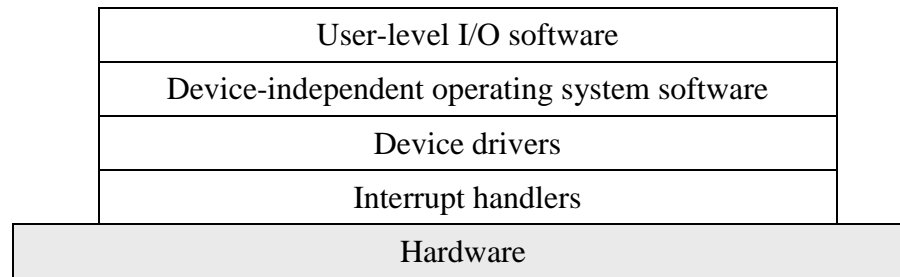 User-level I/O software
Device-independent operating system software
Device drivers
Interrupt handlers
Hardware